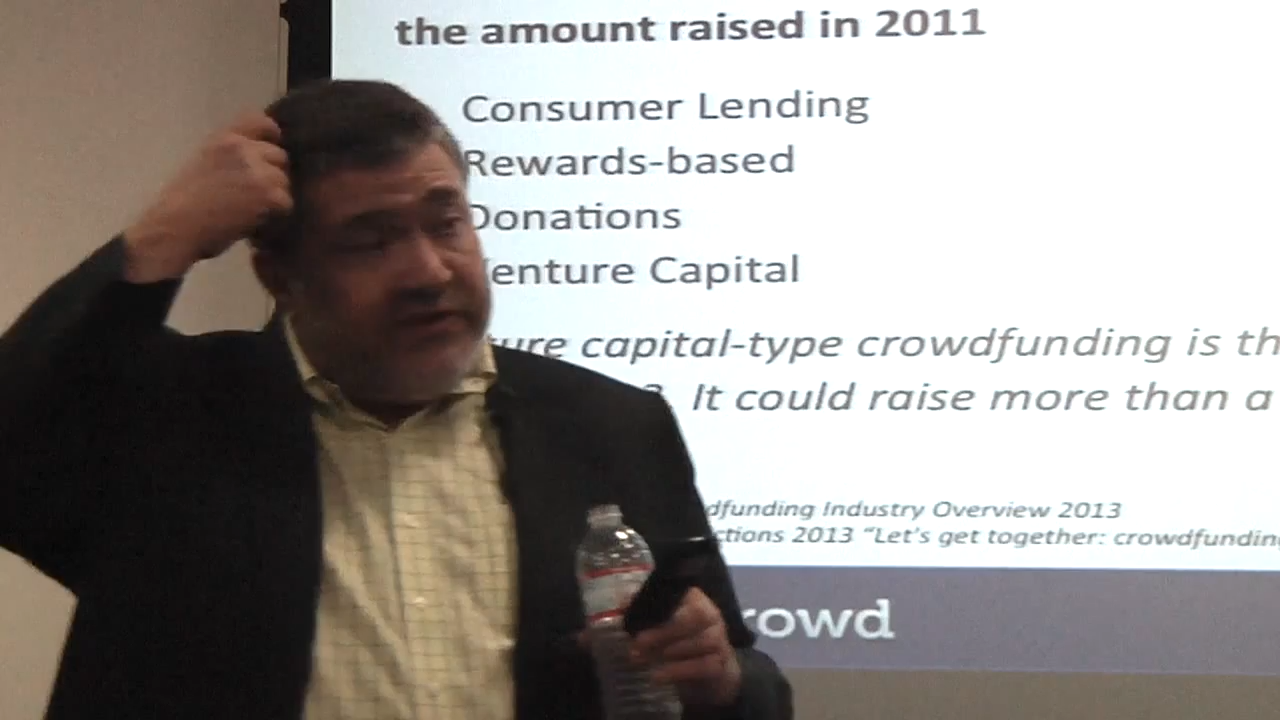 the amount raised in 2011
Consumer Lending
Rewards-based
Donations
enture Capital
ture capital-type crowdfunding is th
? It could raise more than a
dfunding Industry Overview 2013
ctions 2013 “Let's get together: crowdfundin
rowd